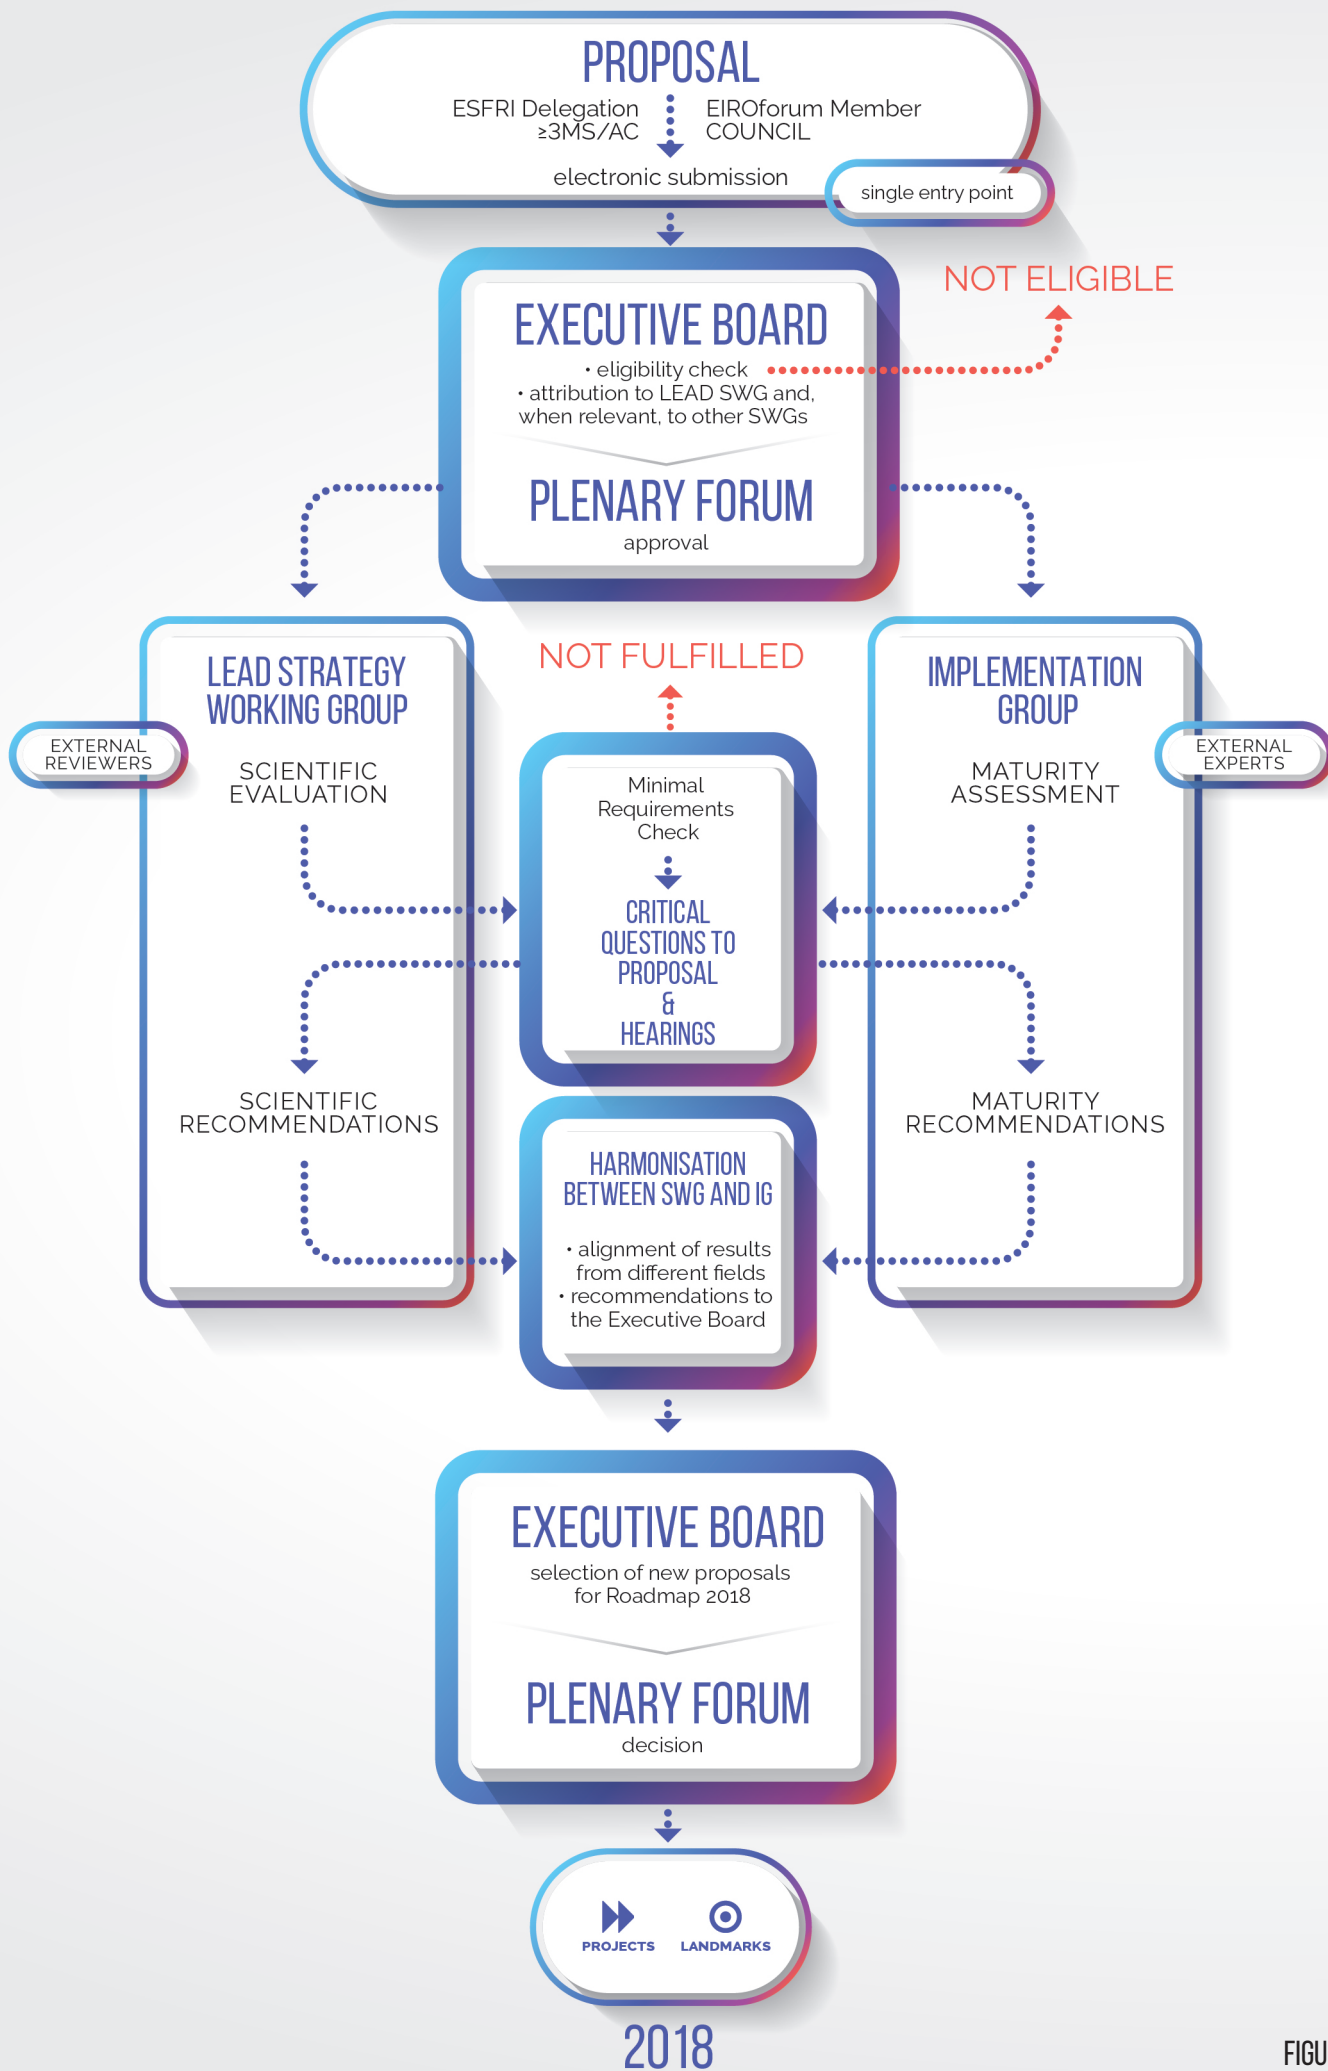 PROPOSAL
ESFRI Delegation
≥3MS/AC
EIROforum Member
COUNCIL
electronic submission
single entry point
NOT ELIGIBLE
EXECUTIVE BOARD
• eligibility check
• attribution to LEAD SWG and,
when relevant, to other SWGs
PLENARY FORUM
approval
LEAD STRATEGY
WORKING GROUP
EXTERNAL
REVIEWERS
SCIENTIFIC
EVALUATION
NOT FULFILLED
Minimal
Requirements
Check
CRITICAL
QUESTIONS TO
PROPOSAL
&
HEARINGS
IMPLEMENTATION
GROUP
EXTERNAL
EXPERTS
MATURITY
ASSESSMENT
SCIENTIFIC
RECOMMENDATIONS
MATURITY
RECOMMENDATIONS
HARMONISATION
BETWEEN SWG AND IG
• alignment of results
from different fields
• recommendations to
the Executive Board
EXECUTIVE BOARD
selection of new proposals
for Roadmap 2018
PLENARY FORUM
decision
PROJECTS
LANDMARKS
2018
FIGU